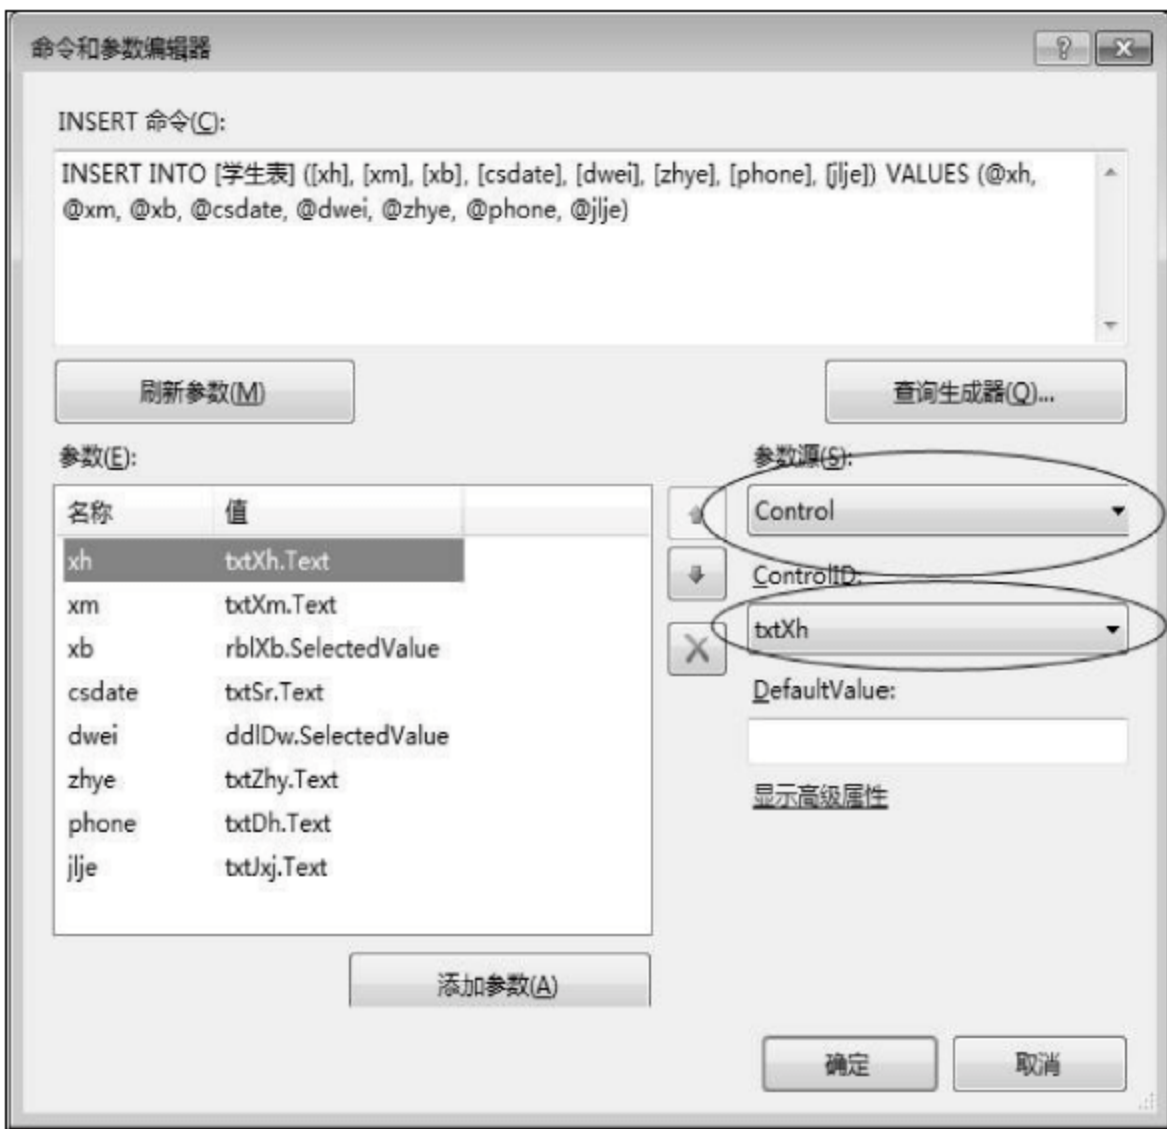 命令和参数编辑器
INSERT 命令(C):
INSERT INTO [学生表] ([xh], [xm], [xb], [csdate], [dwei], [zhye], [phone], [jlje]) VALUES (@xh,
@xm, @xb, @csdate, @dwei, @zhye, @phone, @jlje)
刷新参数(M)
查询生成器(Q)...
参数(E):
名称 值
xh txtXh.Text
xm txtXm.Text
xb rblXb.SelectedValue
csdate txtSr.Text
dwei ddlDw.SelectedValue
zhye txtZhy.Text
phone txtDh.Text
jlje txtJxj.Text
添加参数(A)
参数源(S):
Control
ControlID:
txtXh
DefaultValue:
显示高级属性
确定
取消